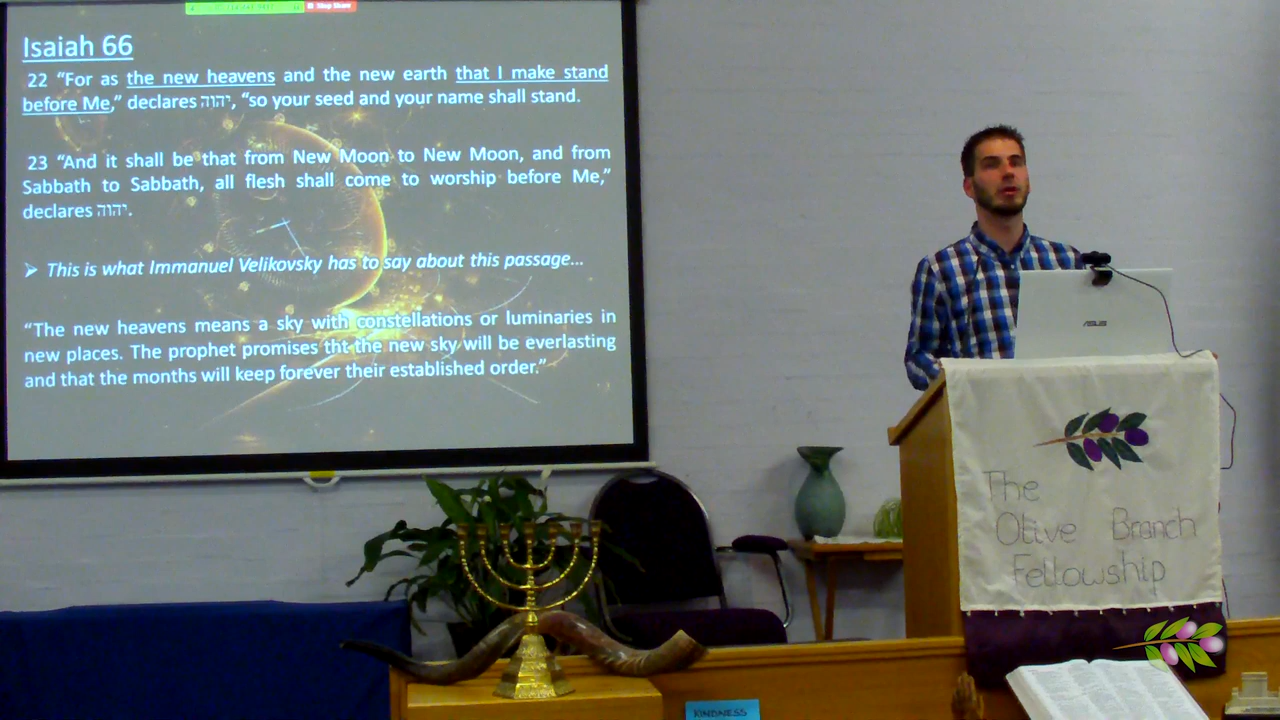 Stop Share
Isaiah 66
22 “For as the new heavens and the new earth that I make stand
before Me,” declares יהוה, “so your seed and your name shall stand.
23 “And it shall be that from New Moon to New Moon, and from
Sabbath to Sabbath, all flesh shall come to worship before Me,”
declares יהוה.
➢ This is what Immanuel Velikovsky has to say about this passage…
“The new heavens means a sky with constellations or luminaries in
new places. The prophet promises tht the new sky will be everlasting
and that the months will keep forever their established order.”
ASUS
The
Olive Branch
Fellowship
KINDNESS